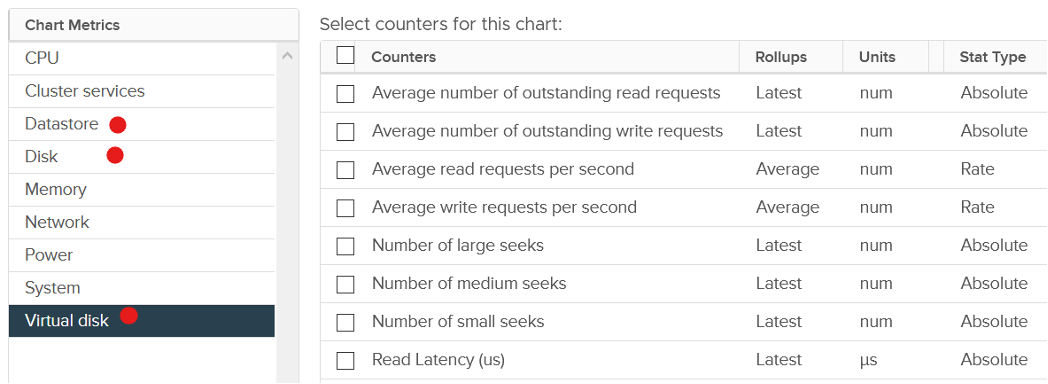 Chart Metrics
CPU
Cluster services
Datastore
Disk
Memory
Network
Power
System
Virtual disk
Select counters for this chart:
Counters Rollups Units Stat Type
Average number of outstanding read requests Latest num Absolute
Average number of outstanding write requests Latest num Absolute
Average read requests per second Average num Rate
Average write requests per second Average num Rate
Number of large seeks Latest num Absolute
Number of medium seeks Latest num Absolute
Number of small seeks Latest num Absolute
Read Latency (us) Latest µs Absolute